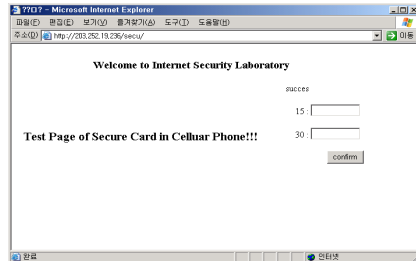 ??□? - Microsoft Internet Explorer
파일(F) 편집(E) 보기(V) 즐겨찾기(A) 도구(T) 도움말(H)
주소(D) http://203,252,19,236/secu/ 이동
Welcome to Internet Security Laboratory
succes
15 :
Test Page of Secure Card in Celluar Phone!!!
30 :
confirm
완료 인터넷